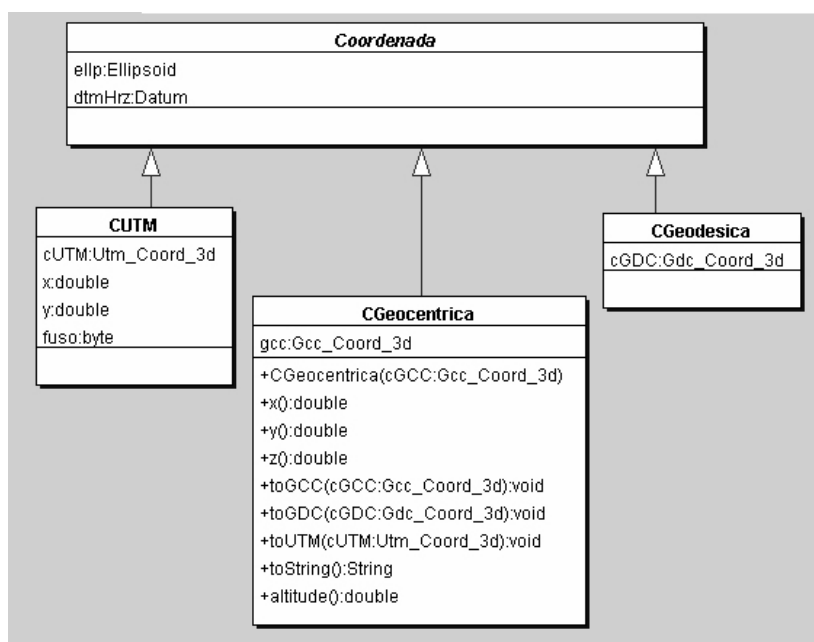 Coordenada
ellp:Ellipsoid
dtmHrz:Datum
CUTM
cUTM:Utm_Coord_3d
x:double
y:double
fuso:byte
CGeocentrica
gcc:Gcc_Coord_3d
+CGeocentrica(cGCC:Gcc_Coord_3d)
+x():double
+y():double
+z():double
+toGCC(cGCC:Gcc_Coord_3d):void
+toGDC(cGDC:Gdc_Coord_3d):void
+toUTM(cUTM:Utm_Coord_3d):void
+toString():String
+altitude():double
CGeodesica
cGDC:Gdc_Coord_3d